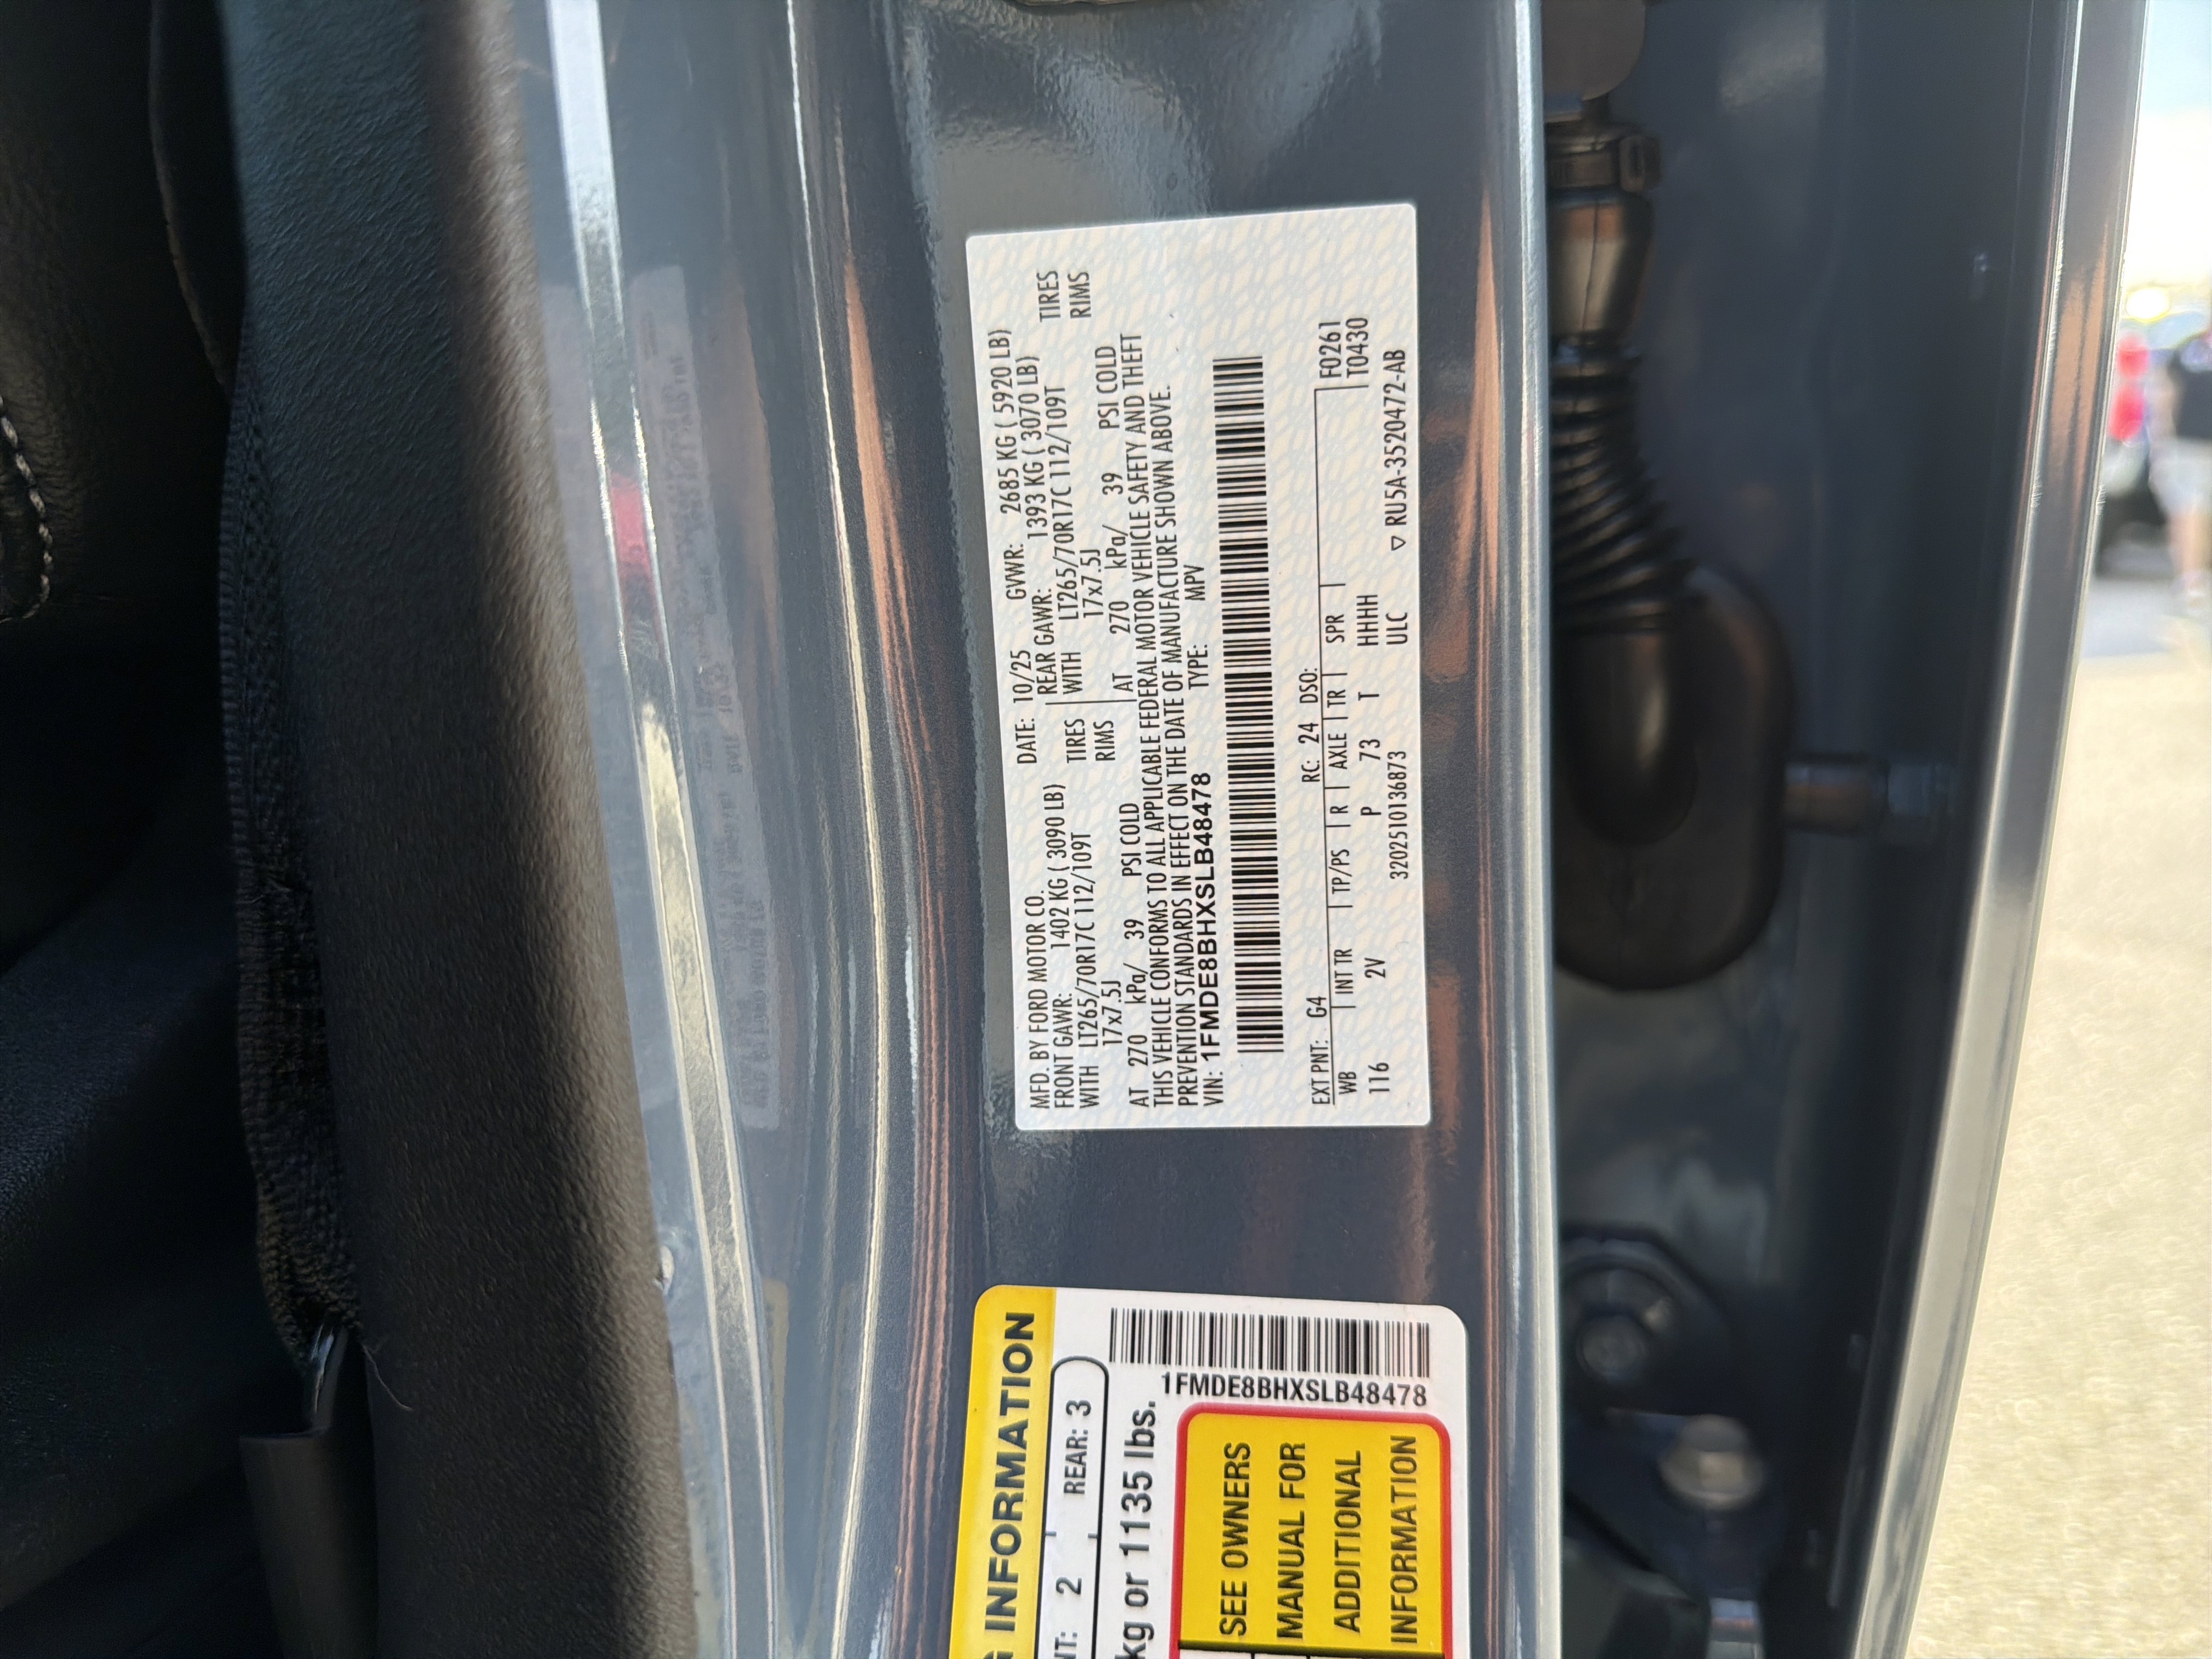 MFD. BY FORD MOTOR CO. DATE: 10/25 GVWR: 2685 KG ( 5920 LB)
FRONT GAWR: 1402 KG ( 3090 LB) REAR GAWR: 1393 KG ( 3070 LB)
WITH LT265/70R17C 112/109T TIRES WITH LT265/70R17C 112/109T TIRES
17x7.5J RIMS 17x7.5J RIMS
AT 270 kPa/ 39 PSI COLD AT 270 kPa/ 39 PSI COLD
THIS VEHICLE CONFORMS TO ALL APPLICABLE FEDERAL MOTOR VEHICLE SAFETY AND THEFT
PREVENTION STANDARDS IN EFFECT ON THE DATE OF MANUFACTURE SHOWN ABOVE.
VIN: 1FMDE8BHXSLB48478 TYPE: MPV
EXT PNT: G4 RC: 24 DSO: F0261
WB INT TR TP/PS R AXLE TR SPR T0430
116 2V P 73 T HHHH
3202510136873 ULC ▽ RU5A-3520472-AB
INFORMATION
2 REAR: 3
kg or 1135 lbs.
1FMDE8BHXSLB48478
SEE OWNERS
MANUAL FOR
ADDITIONAL
INFORMATION